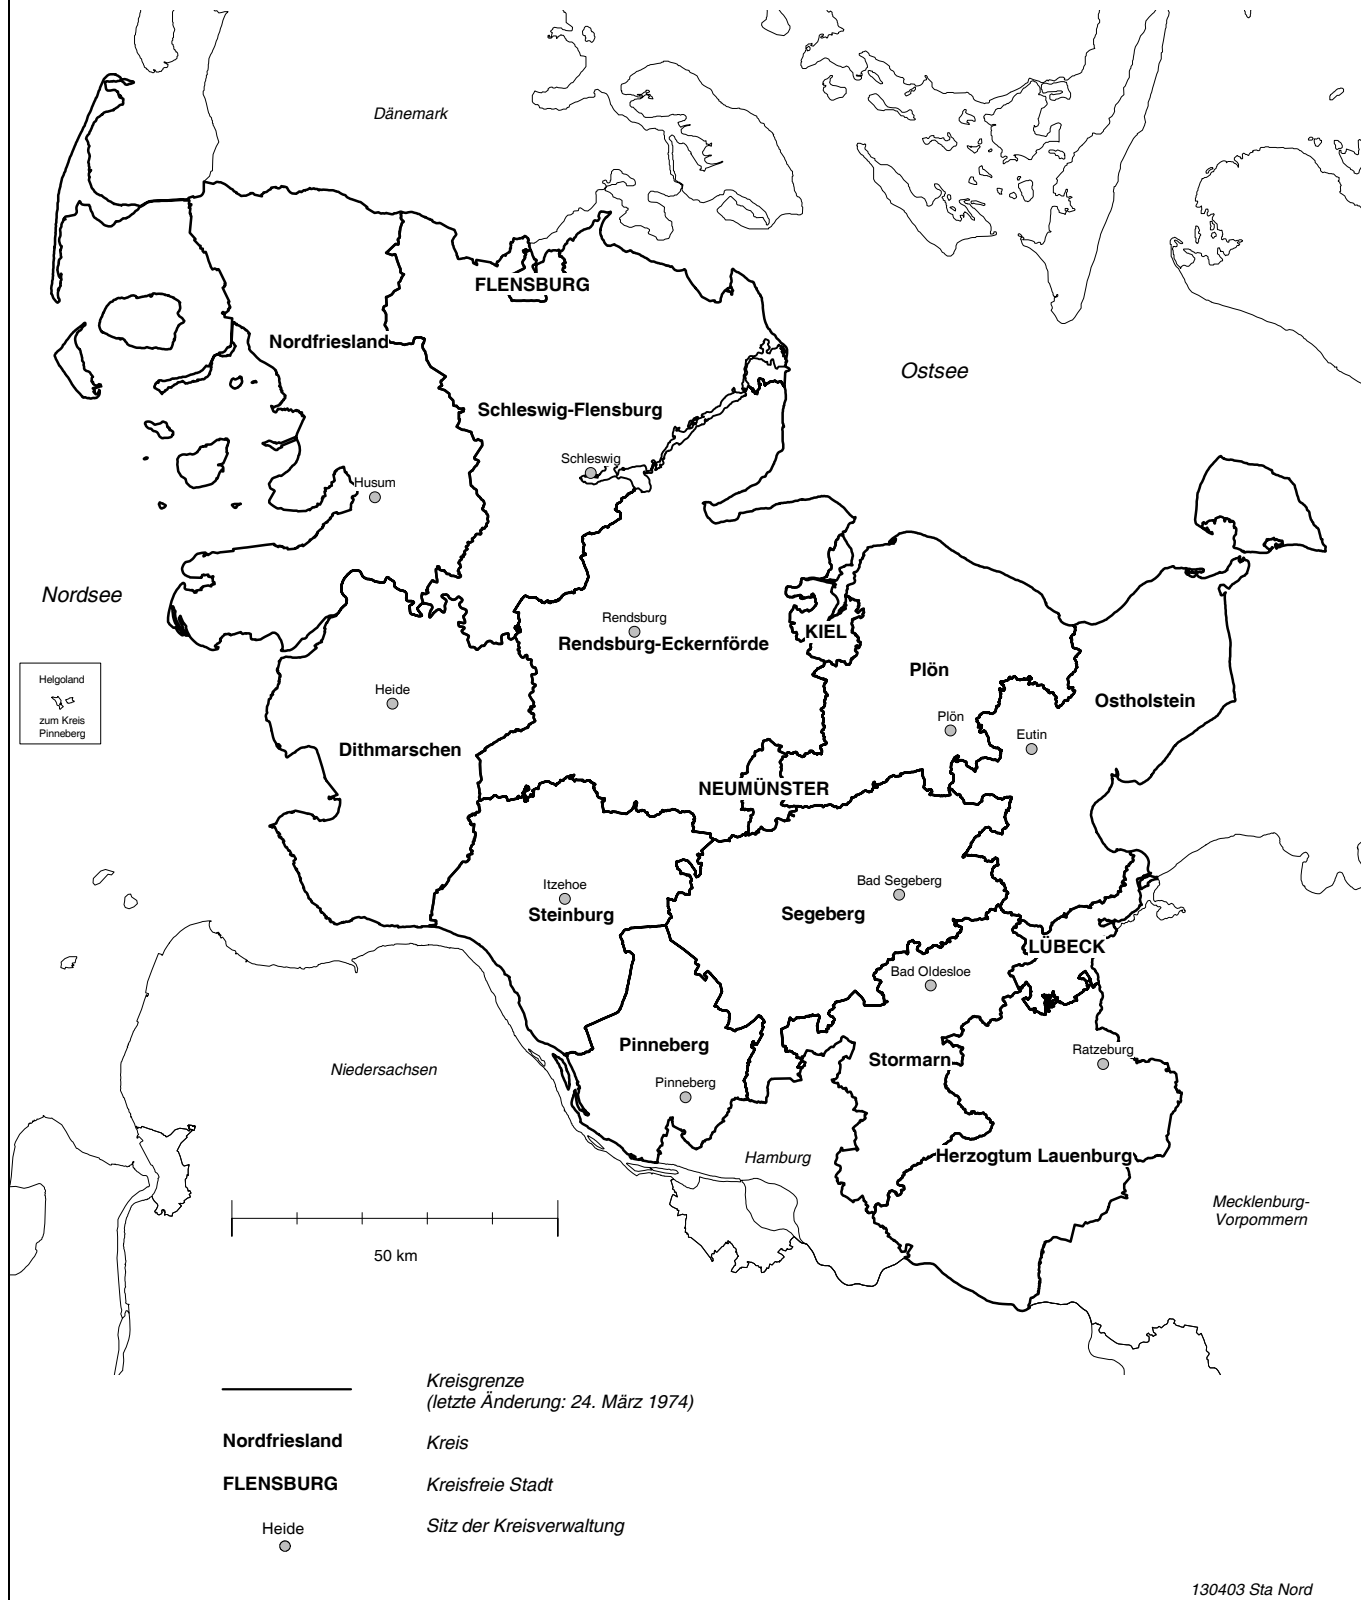 Dänemark
FLENSBURG
Nordfriesland
Ostsee
Schleswig-Flensburg
Schleswig
Husum
Nordsee
Rendsburg
Rendsburg-Eckernförde
KIEL
Plön
Helgoland
zum Kreis
Pinneberg
Heide
Ostholstein
Plön
Eutin
Dithmarschen
NEUMÜNSTER
Itzehoe
Steinburg
Bad Segeberg
Segeberg
LÜBECK
Bad Oldesloe
Pinneberg
Stormarn
Ratzeburg
Niedersachsen
Pinneberg
Hamburg
Herzogtum Lauenburg
Mecklenburg-
Vorpommern
50 km
Kreisgrenze
(letzte Änderung: 24. März 1974)
Nordfriesland Kreis
FLENSBURG Kreisfreie Stadt
Heide Sitz der Kreisverwaltung
130403 Sta Nord